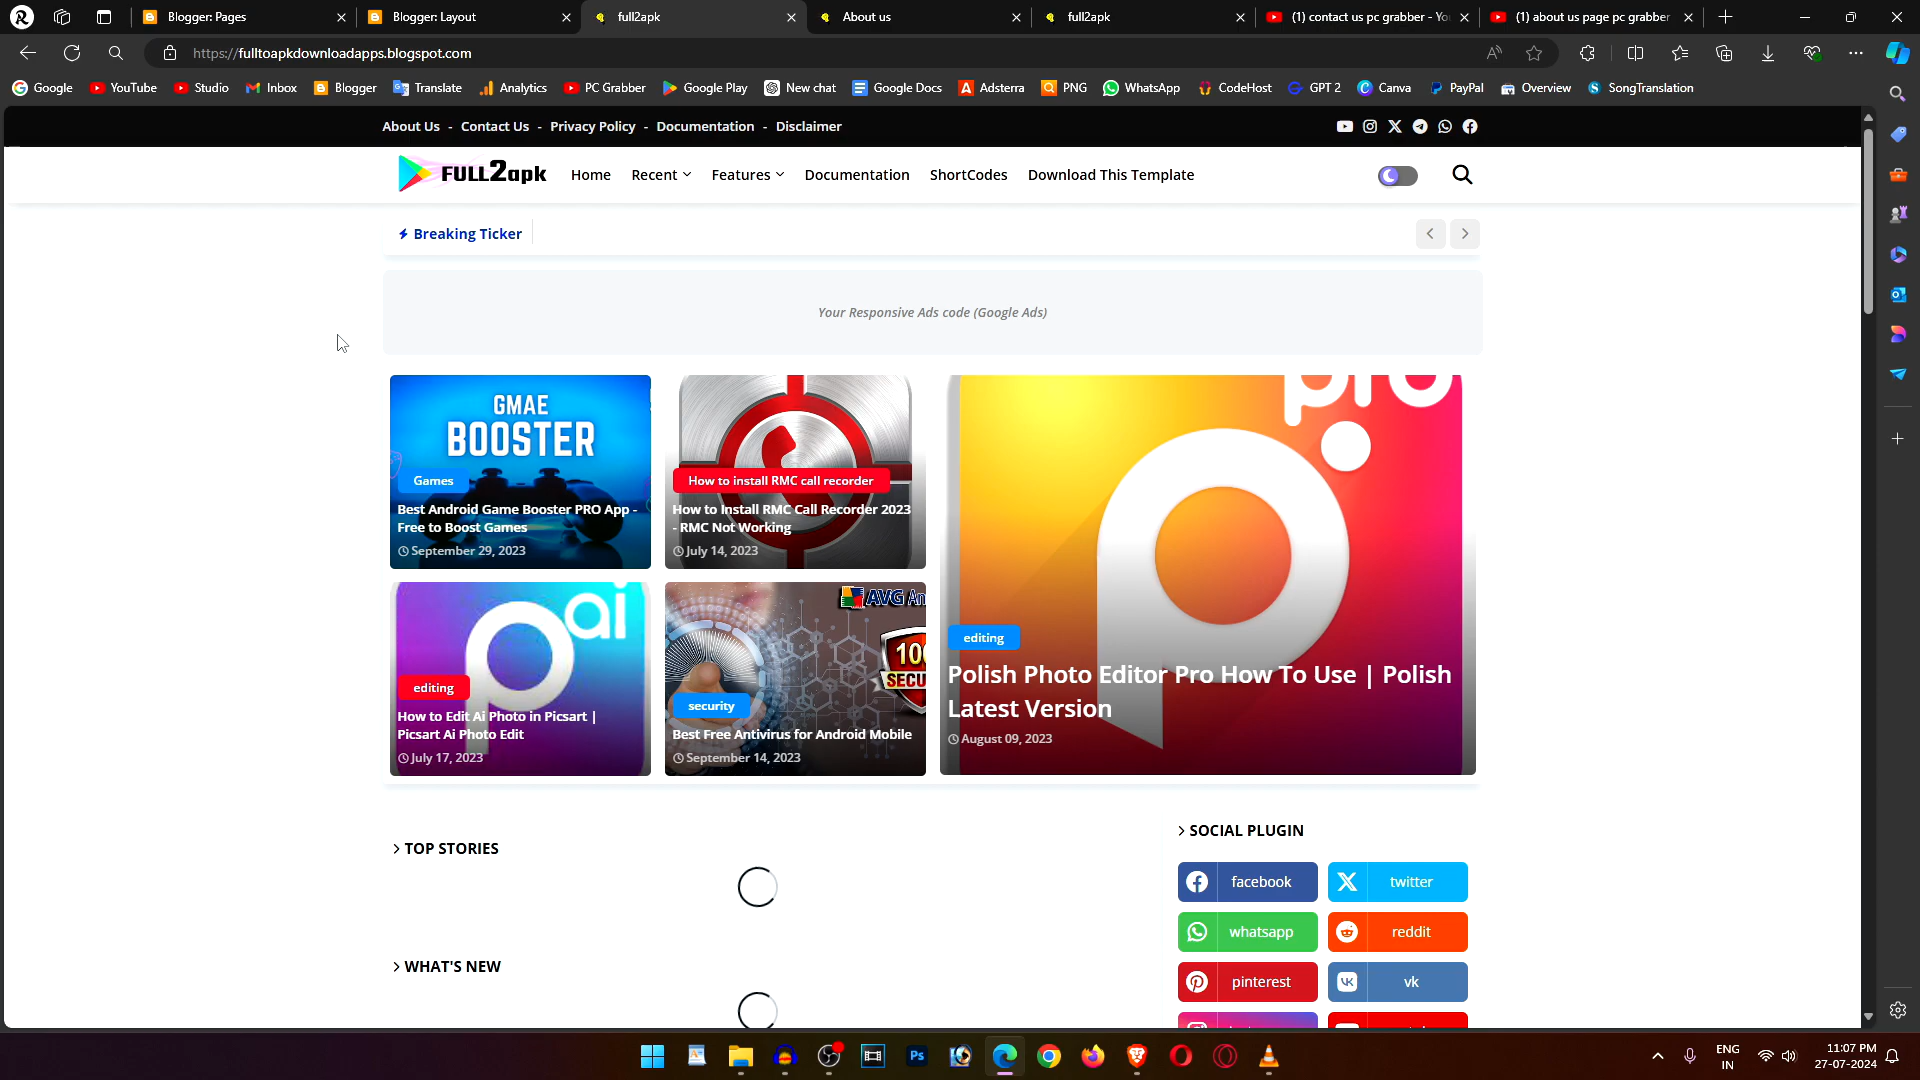 Blogger: Pages
Blogger: Layout
full2apk
About us
full2apk
(1) contact us pc grabber - Yo
(1) about us page pc grabber
https://fulltoapkdownloadapps.blogspot.com
Google
YouTube
Studio
Inbox
Blogger
Translate
Analytics
PC Grabber
Google Play
New chat
Google Docs
Adsterra
PNG
WhatsApp
CodeHost
GPT 2
Canva
PayPal
Overview
SongTranslation
About Us - Contact Us - Privacy Policy - Documentation - Disclaimer
FULL2apk
Home
Recent
Features
Documentation
ShortCodes
Download This Template
Breaking Ticker
Your Responsive Ads code (Google Ads)
GMAE
BOOSTER
Games
Best Android Game Booster PRO App -
Free to Boost Games
September 29, 2023
How to install RMC call recorder
How to Install RMC Call Recorder 2023
- RMC Not Working
July 14, 2023
pro
editing
Polish Photo Editor Pro How To Use | Polish
Latest Version
August 09, 2023
ai
editing
How to Edit Ai Photo in Picsart |
Picsart Ai Photo Edit
July 17, 2023
AVG An
100
SECU
security
Best Free Antivirus for Android Mobile
September 14, 2023
> TOP STORIES
> WHAT'S NEW
> SOCIAL PLUGIN
facebook
twitter
whatsapp
reddit
pinterest
vk
Ps
ENG
IN
11:07 PM
27-07-2024